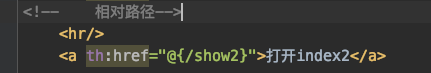 <!--    相对路径-->
<hr/>
<a th:href="@{/show2}">打开index2</a>